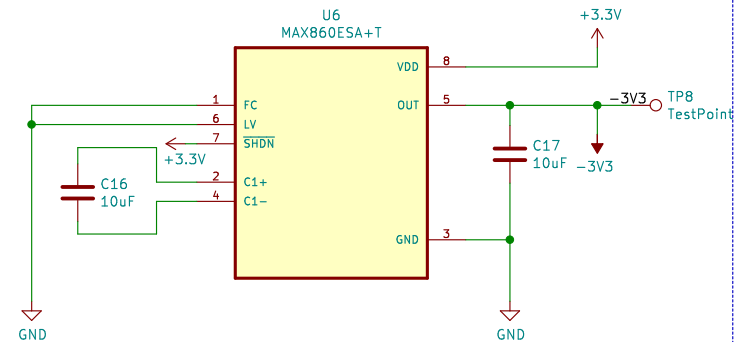 U6
MAX860ESA+T
+3.3V
VDD
8
1
FC
OUT
5
-3V3
TP8
TestPoint
6
LV
7
SHDN
+3.3V
C17
10uF
-3V3
C16
10uF
2
C1+
4
C1-
GND
3
GND
GND